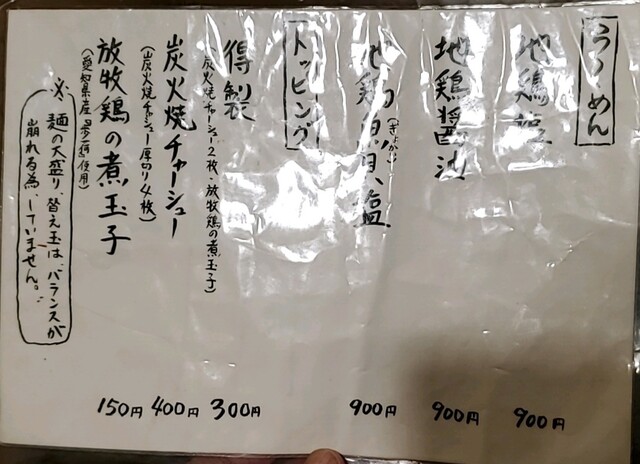 らーめん
地鶏塩 900円
地鶏醤油 900円
地鶏 塩 900円
トッピング
得製 300円
(炭火焼チャーシュー2枚、放牧鶏の煮玉子)
炭火焼チャーシュー 400円
(炭火焼チャーシュー厚切り4枚)
放牧鶏の煮玉子 150円
(愛知県産 使用)
※麺の大盛り、替え玉は、バランスが
崩れる為、していません。